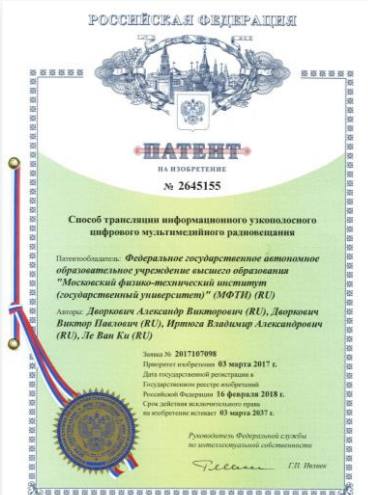 РОССИЙСКАЯ ФЕДЕРАЦИЯ
ПАТЕНТ
НА ИЗОБРЕТЕНИЕ
№ 2645155
Способ трансляции информационного узкополосного
цифрового мультимедийного радиовещания
Патентообладатель: Федеральное государственное автономное
образовательное учреждение высшего образования
"Московский физико-технический институт
(государственный университет)" (МФТИ) (RU)
Авторы: Дворкович Александр Викторович (RU), Дворкович
Виктор Павлович (RU), Иртюга Владимир Александрович
(RU), Ле Ван Ки (RU)
Заявка № 2017107098
Приоритет изобретения 03 марта 2017 г.
Дата государственной регистрации в
Государственном реестре изобретений
Российской Федерации 16 февраля 2018 г.
Срок действия исключительного права
на изобретение истекает 03 марта 2037 г.
Руководитель Федеральной службы
по интеллектуальной собственности
Г.П. Ивлиев